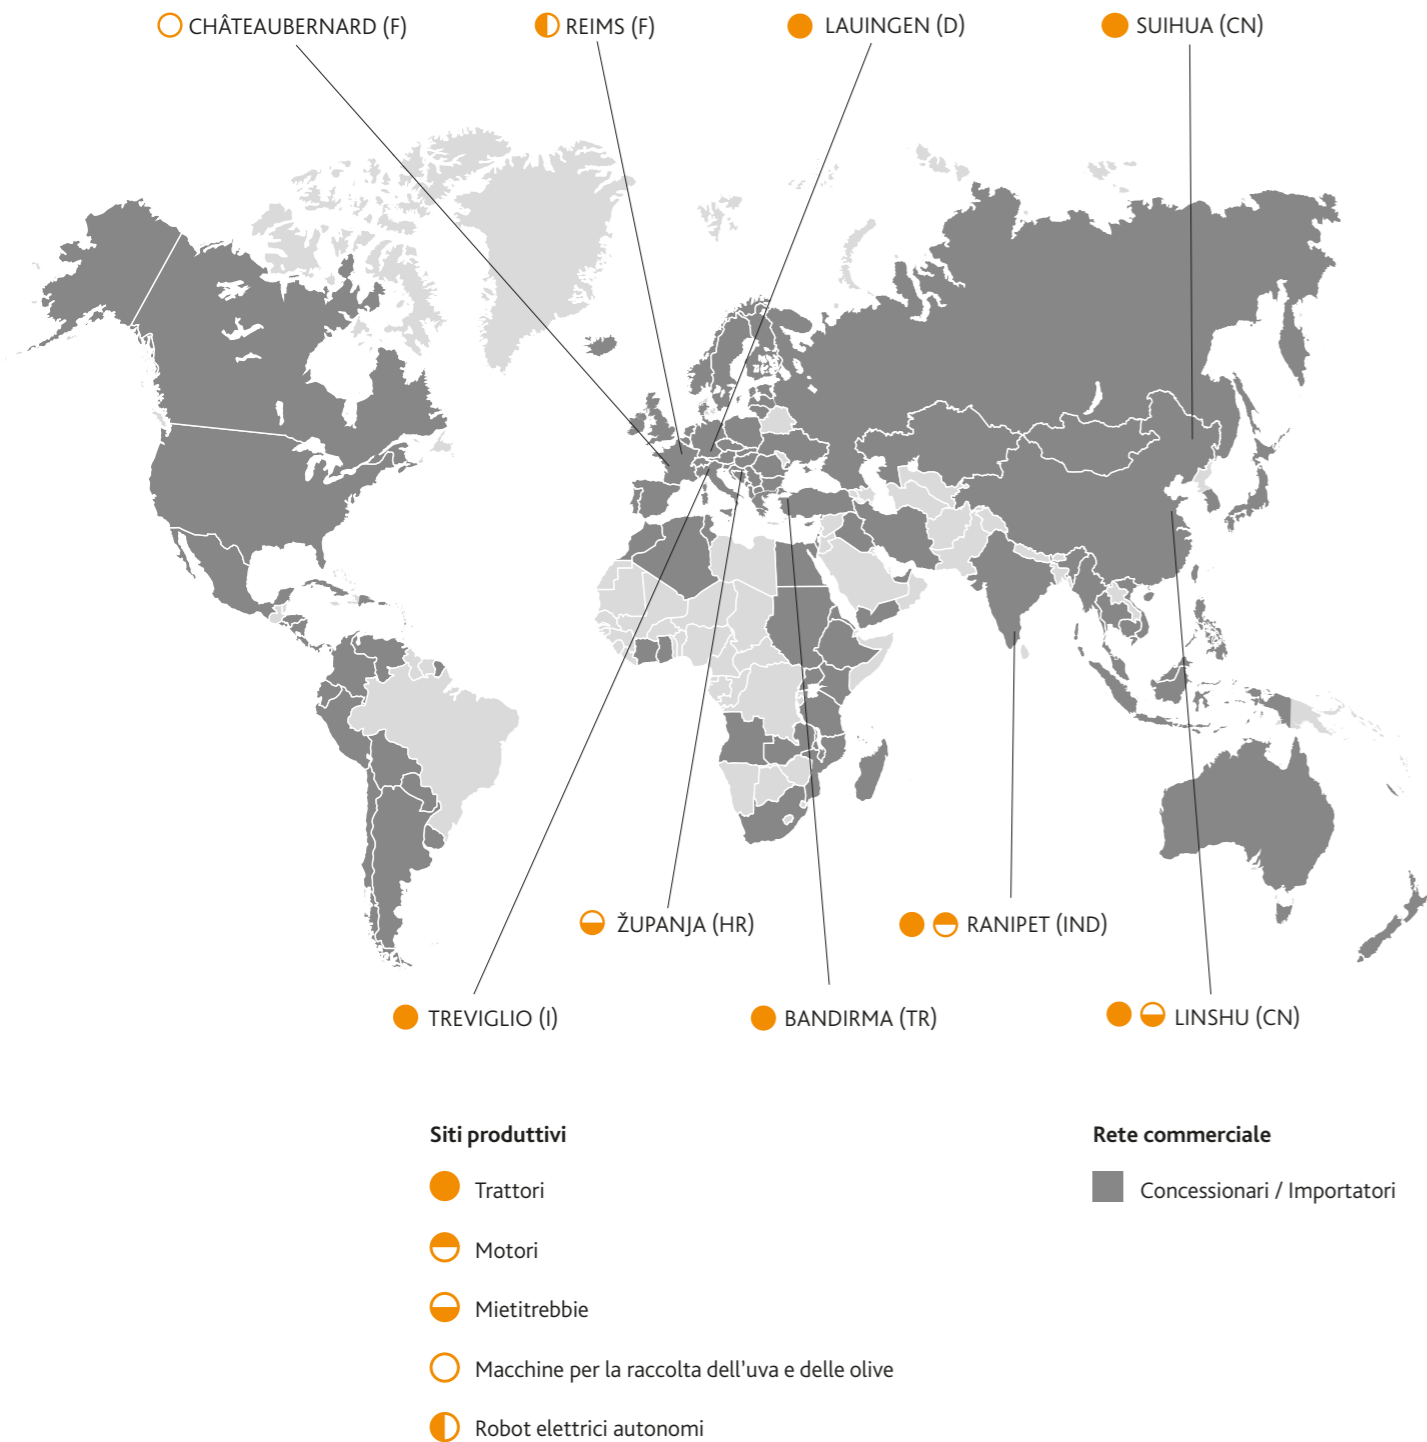 CHÂTEAUBERNARD (F)
REIMS (F)
LAUINGEN (D)
SUIHUA (CN)
ŽUPANJA (HR)
RANIPET (IND)
TREVIGLIO (I)
BANDIRMA (TR)
LINSHU (CN)
Siti produttivi
Trattori
Motori
Mietitrebbie
Macchine per la raccolta dell'uva e delle olive
Robot elettrici autonomi
Rete commerciale
Concessionari / Importatori